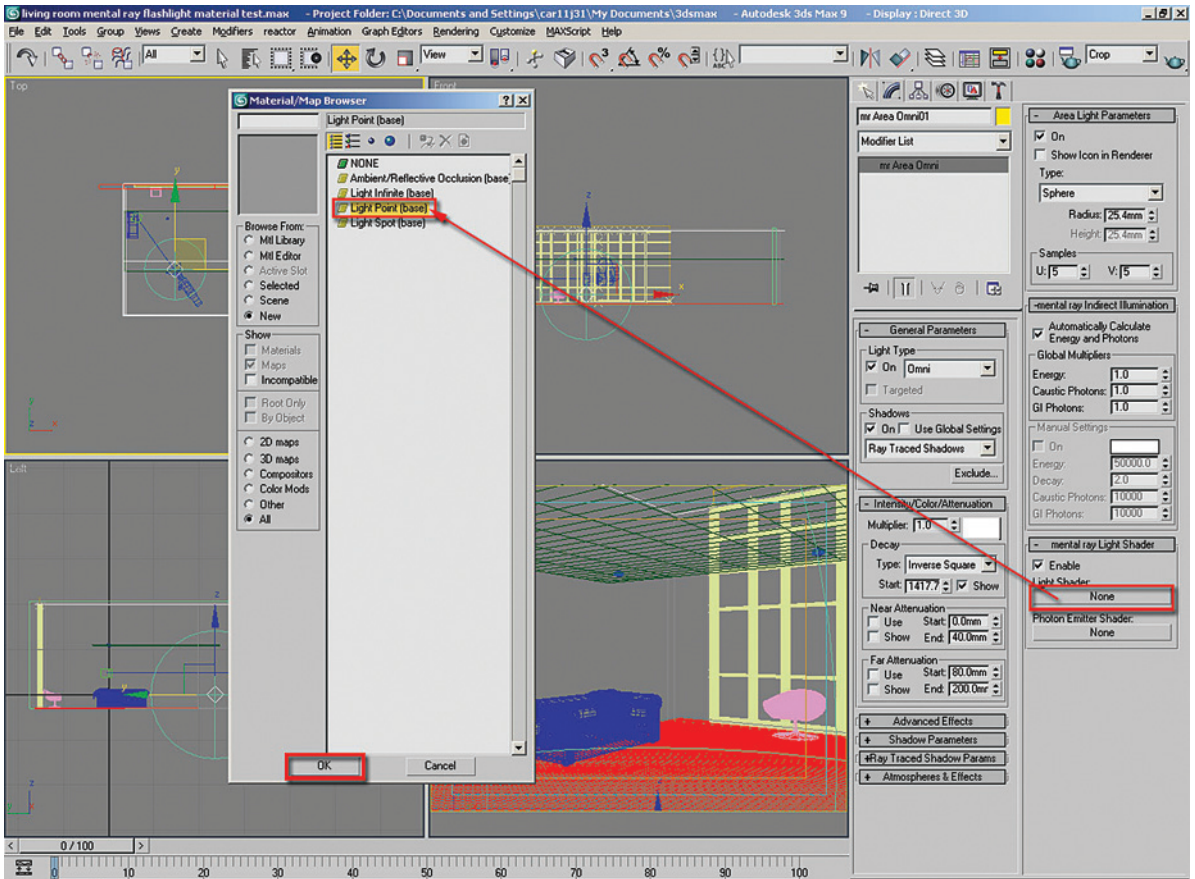 living room mental ray flashlight material test.max - Project Folder: C:\Documents and Settings\car11j31\My Documents\3dsmax - Autodesk 3ds Max 9 - Display : Direct 3D
File Edit Tools Group Views Create Modifiers reactor Animation Graph Editors Rendering Customize MAXScript Help
All
View
3
%
ABC
Crop
Top
Front
Left
Material/Map Browser
Light Point (base)
NONE
Ambient/Reflective Occlusion (base
Light Infinite (base)
Light Point (base)
Light Spot (base)
Browse From:
Mtl Library
Mtl Editor
Active Slot
Selected
Scene
New
Show
Materials
Maps
Incompatible
Root Only
By Object
2D maps
3D maps
Compositors
Color Mods
Other
All
OK
Cancel
y
z
x
z
x
z
y
z
mr Area Omni01
Modifier List
mr Area Omni
- General Parameters
Light Type
On Omni
Targeted
Shadows
On Use Global Settings
Ray Traced Shadows
Exclude...
- Intensity/Color/Attenuation
Multiplier: 1.0
Decay
Type: Inverse Square
Start: 1417.7 Show
Near Attenuation
Use Start: 0.0mm
Show End: 40.0mm
Far Attenuation
Use Start: 80.0mm
Show End: 200.0mr
+ Advanced Effects
+ Shadow Parameters
+Ray Traced Shadow Params
+ Atmospheres & Effects
- Area Light Parameters
On
Show Icon in Renderer
Type:
Sphere
Radius: 25.4mm
Height: 25.4mm
Samples
U: 5 V: 5
-mental ray Indirect Illumination
Automatically Calculate
Energy and Photons
Global Multipliers
Energy: 1.0
Caustic Photons: 1.0
GI Photons: 1.0
Manual Settings
On
Energy: 50000.0
Decay: 2.0
Caustic Photons: 10000
GI Photons: 10000
- mental ray Light Shader
Enable
Light Shader:
None
Photon Emitter Shader:
None
< 0 / 100 >
0 10 20 30 40 50 60 70 80 90 100